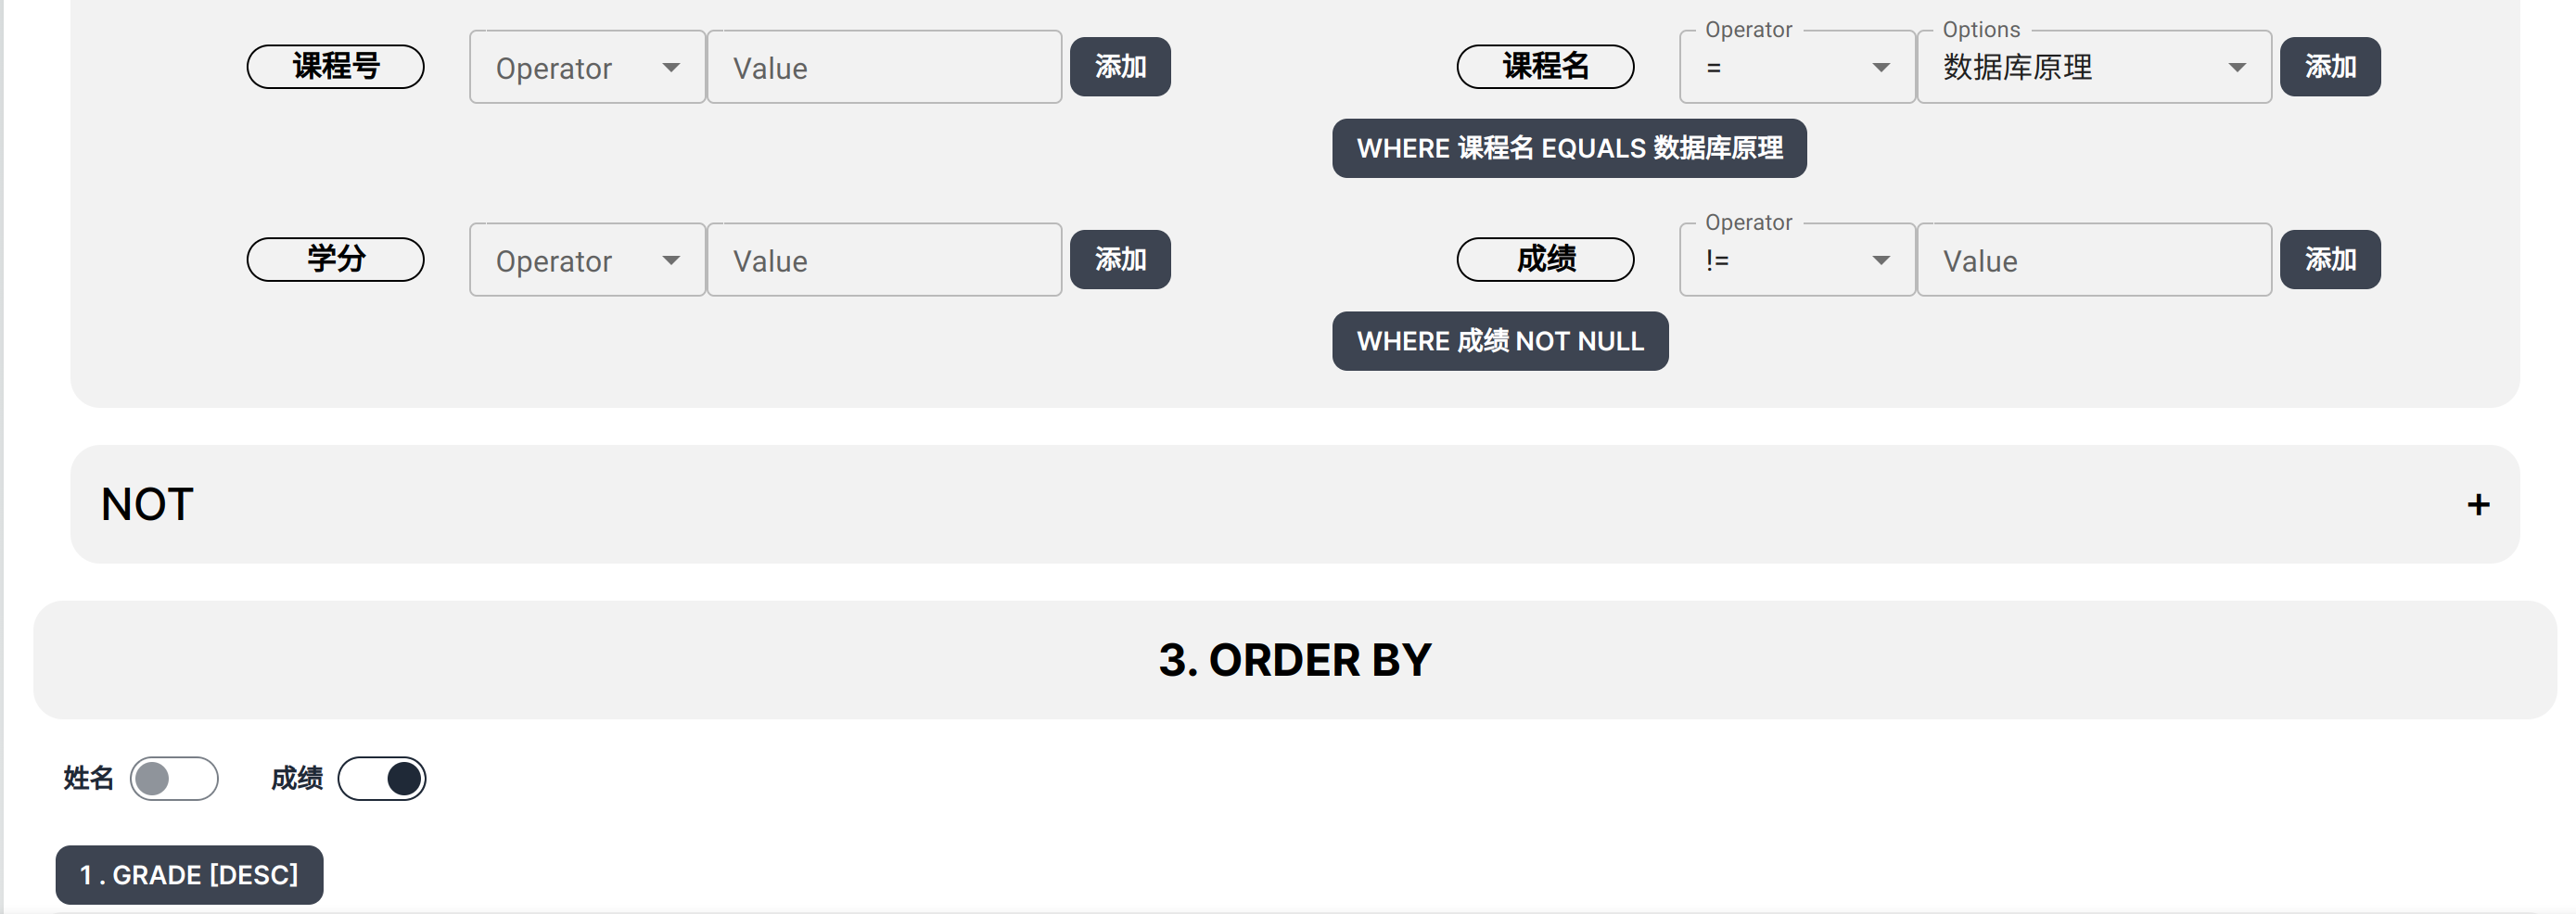 课程号 Operator Value 添加 课程名 Operator = Options 数据库原理 添加
WHERE 课程名 EQUALS 数据库原理
学分 Operator Value 添加 成绩 Operator != Value 添加
WHERE 成绩 NOT NULL
NOT +
3. ORDER BY
姓名 成绩
1 . GRADE [DESC]